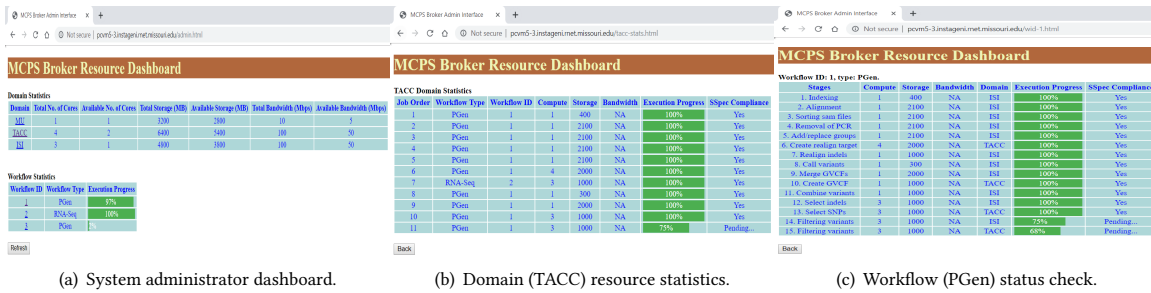 MCPS Broker Admin Interface × +
Not secure | pcvm5-3.instageni.rnet.missouri.edu/admin.html
MCPS Broker Resource Dashboard
Domain Statistics
Domain Total No. of Cores Available No. of Cores Total Storage (MB) Available Storage (MB) Total Bandwidth (Mbps) Available Bandwidth (Mbps)
MU 1 1 3200 2800 10 5
TACC 4 2 6400 5400 100 50
ISI 3 1 4000 3800 100 50
Workflow Statistics
Workflow ID Workflow Type Execution Progress
1 PGen 97%
2 RNA-Seq 100%
3 PGen
Refresh
(a) System administrator dashboard.
MCPS Broker Admin Interface × +
Not secure | pcvm5-3.instageni.rnet.missouri.edu/tacc-stats.html
MCPS Broker Resource Dashboard
TACC Domain Statistics
Job Order Workflow Type Workflow ID Compute Storage Bandwidth Execution Progress SSpec Compliance
1 PGen 1 1 400 NA 100% Yes
2 PGen 1 1 2100 NA 100% Yes
3 PGen 1 1 2100 NA 100% Yes
4 PGen 1 1 2100 NA 100% Yes
5 PGen 1 1 2100 NA 100% Yes
6 PGen 1 4 2000 NA 100% Yes
7 RNA-Seq 2 3 1000 NA 100% Yes
8 PGen 1 1 300 NA 100% Yes
9 PGen 1 1 2000 NA 100% Yes
10 PGen 1 3 1000 NA 100% Yes
11 PGen 1 3 1000 NA 75% Pending...
Back
(b) Domain (TACC) resource statistics.
MCPS Broker Admin Interface × +
Not secure | pcvm5-3.instageni.rnet.missouri.edu/wid-1.html
MCPS Broker Resource Dashboard
Workflow ID: 1, type: PGen.
Stages Compute Storage Bandwidth Domain Execution Progress SSpec Compliance
1. Indexing 1 400 NA ISI 100% Yes
2. Alignment 1 2100 NA ISI 100% Yes
3. Sorting sam files 1 2100 NA ISI 100% Yes
4. Removal of PCR 1 2100 NA ISI 100% Yes
5. Add/replace groups 1 2100 NA ISI 100% Yes
6. Create realign target 4 2000 NA TACC 100% Yes
7. Realign indels 1 1000 NA ISI 100% Yes
8. Call variants 1 300 NA ISI 100% Yes
9. Merge GVCFs 1 2000 NA ISI 100% Yes
10. Create GVCF 1 1000 NA TACC 100% Yes
11. Combine variants 1 1000 NA ISI 100% Yes
12. Select indels 3 1000 NA ISI 100% Yes
13. Select SNPs 3 1000 NA TACC 100% Yes
14. Filtering variants 3 1000 NA ISI 75% Pending...
15. Filtering variants 3 1000 NA TACC 68% Pending...
Back
(c) Workflow (PGen) status check.